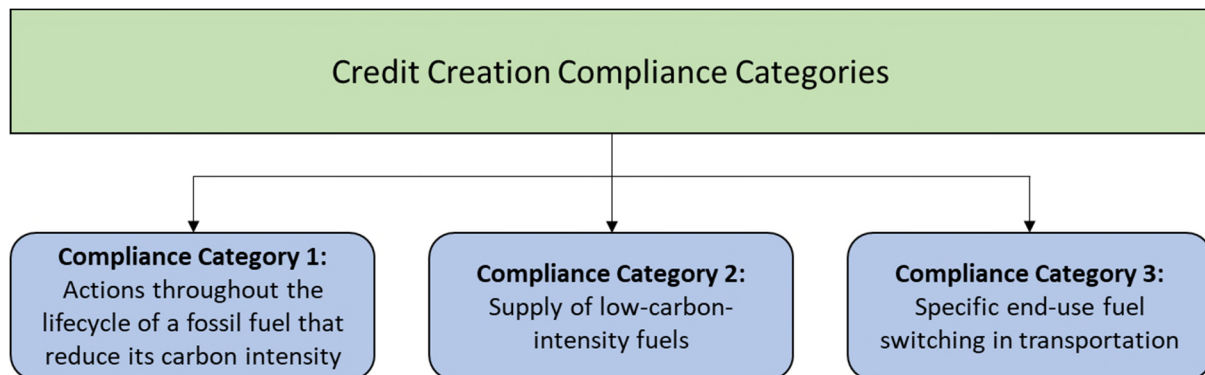 Credit Creation Compliance Categories
Compliance Category 1:
Actions throughout the
lifecycle of a fossil fuel that
reduce its carbon intensity
Compliance Category 2:
Supply of low-carbon-
intensity fuels
Compliance Category 3:
Specific end-use fuel
switching in transportation